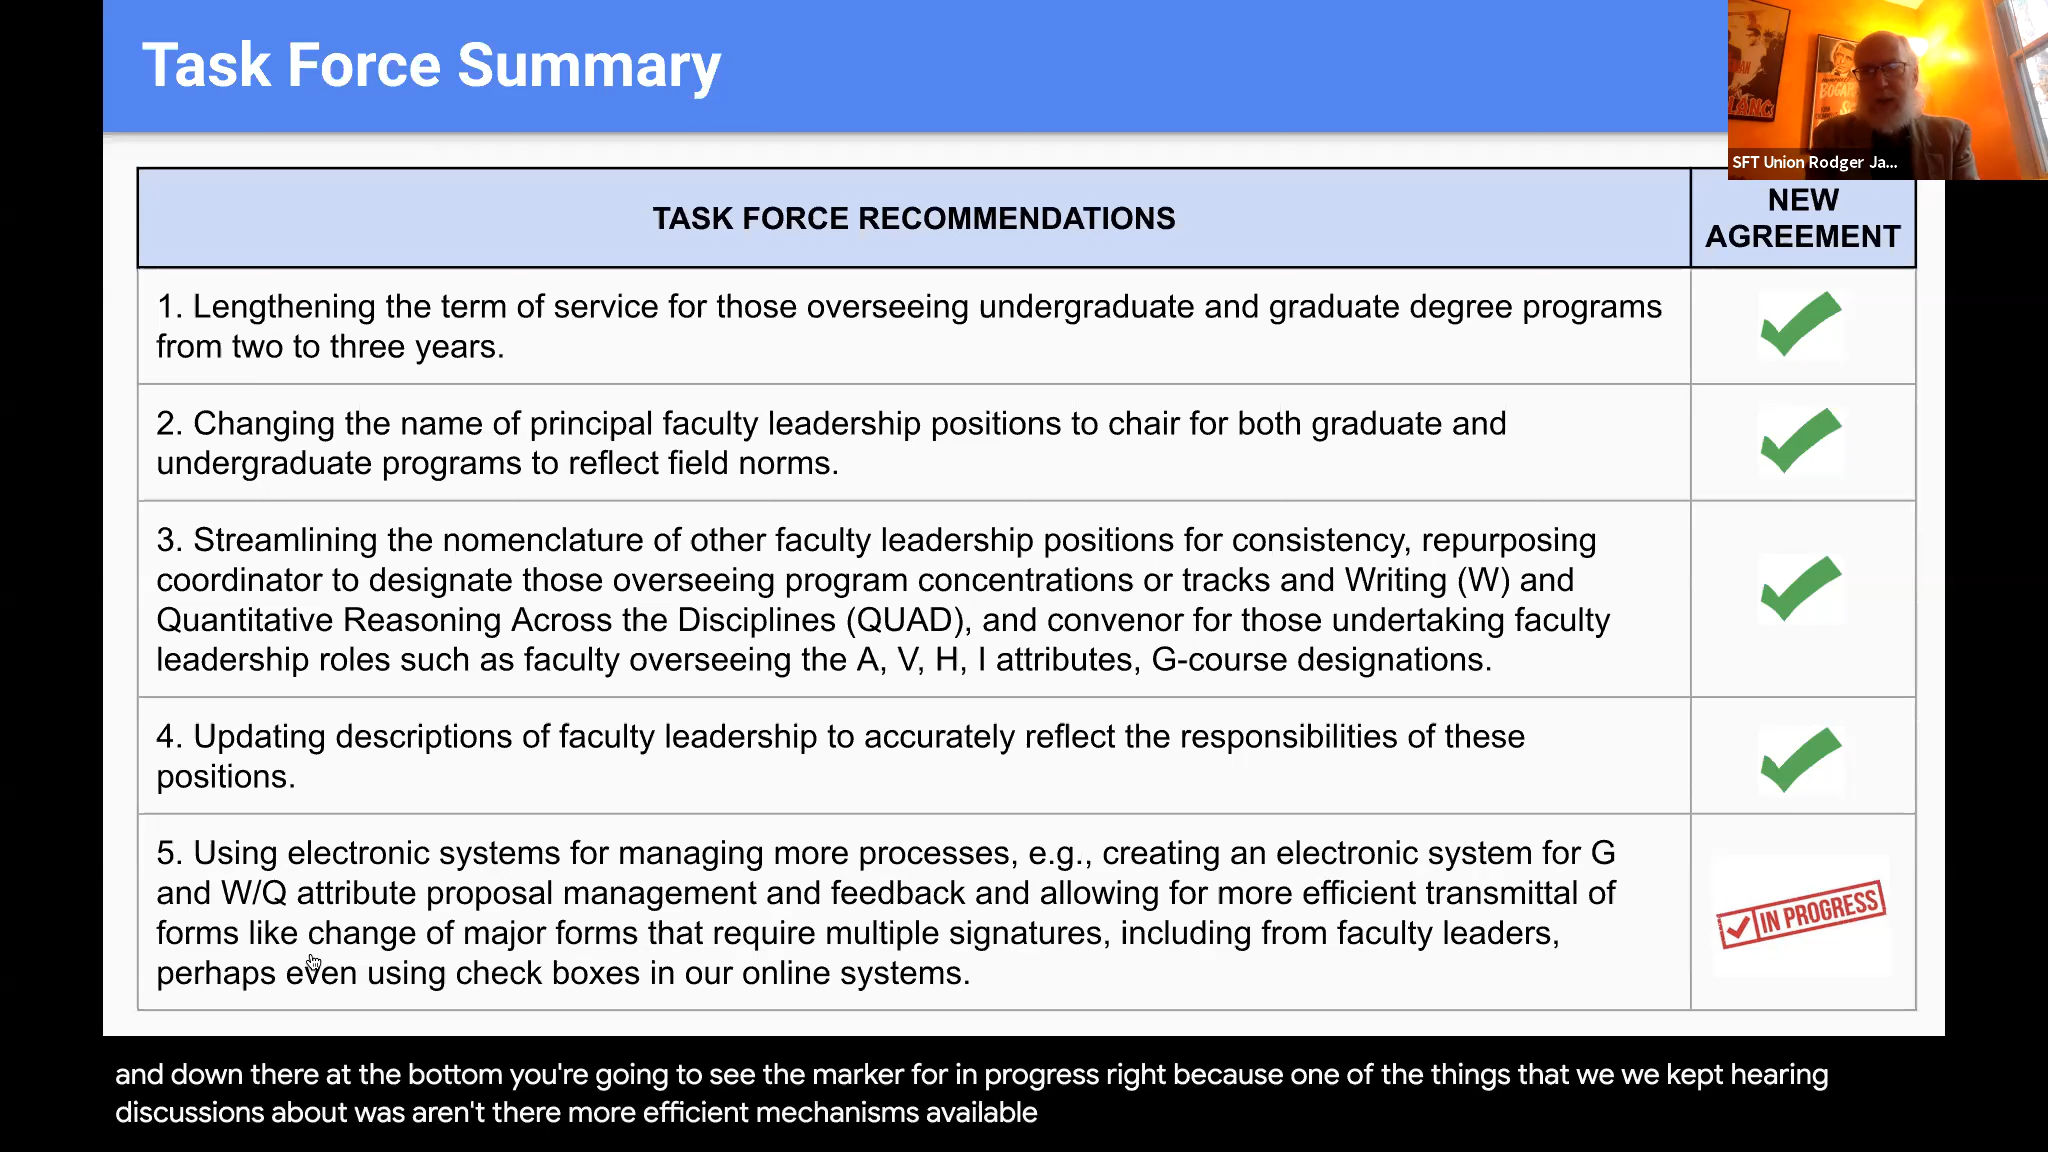 Task Force Summary
SFT Union Rodger Ja...
TASK FORCE RECOMMENDATIONS
NEW
AGREEMENT
1. Lengthening the term of service for those overseeing undergraduate and graduate degree programs
from two to three years.
2. Changing the name of principal faculty leadership positions to chair for both graduate and
undergraduate programs to reflect field norms.
3. Streamlining the nomenclature of other faculty leadership positions for consistency, repurposing
coordinator to designate those overseeing program concentrations or tracks and Writing (W) and
Quantitative Reasoning Across the Disciplines (QUAD), and convenor for those undertaking faculty
leadership roles such as faculty overseeing the A, V, H, I attributes, G-course designations.
4. Updating descriptions of faculty leadership to accurately reflect the responsibilities of these
positions.
5. Using electronic systems for managing more processes, e.g., creating an electronic system for G
and W/Q attribute proposal management and feedback and allowing for more efficient transmittal of
forms like change of major forms that require multiple signatures, including from faculty leaders,
perhaps even using check boxes in our online systems.
IN PROGRESS
and down there at the bottom you're going to see the marker for in progress right because one of the things that we we kept hearing
discussions about was aren't there more efficient mechanisms available